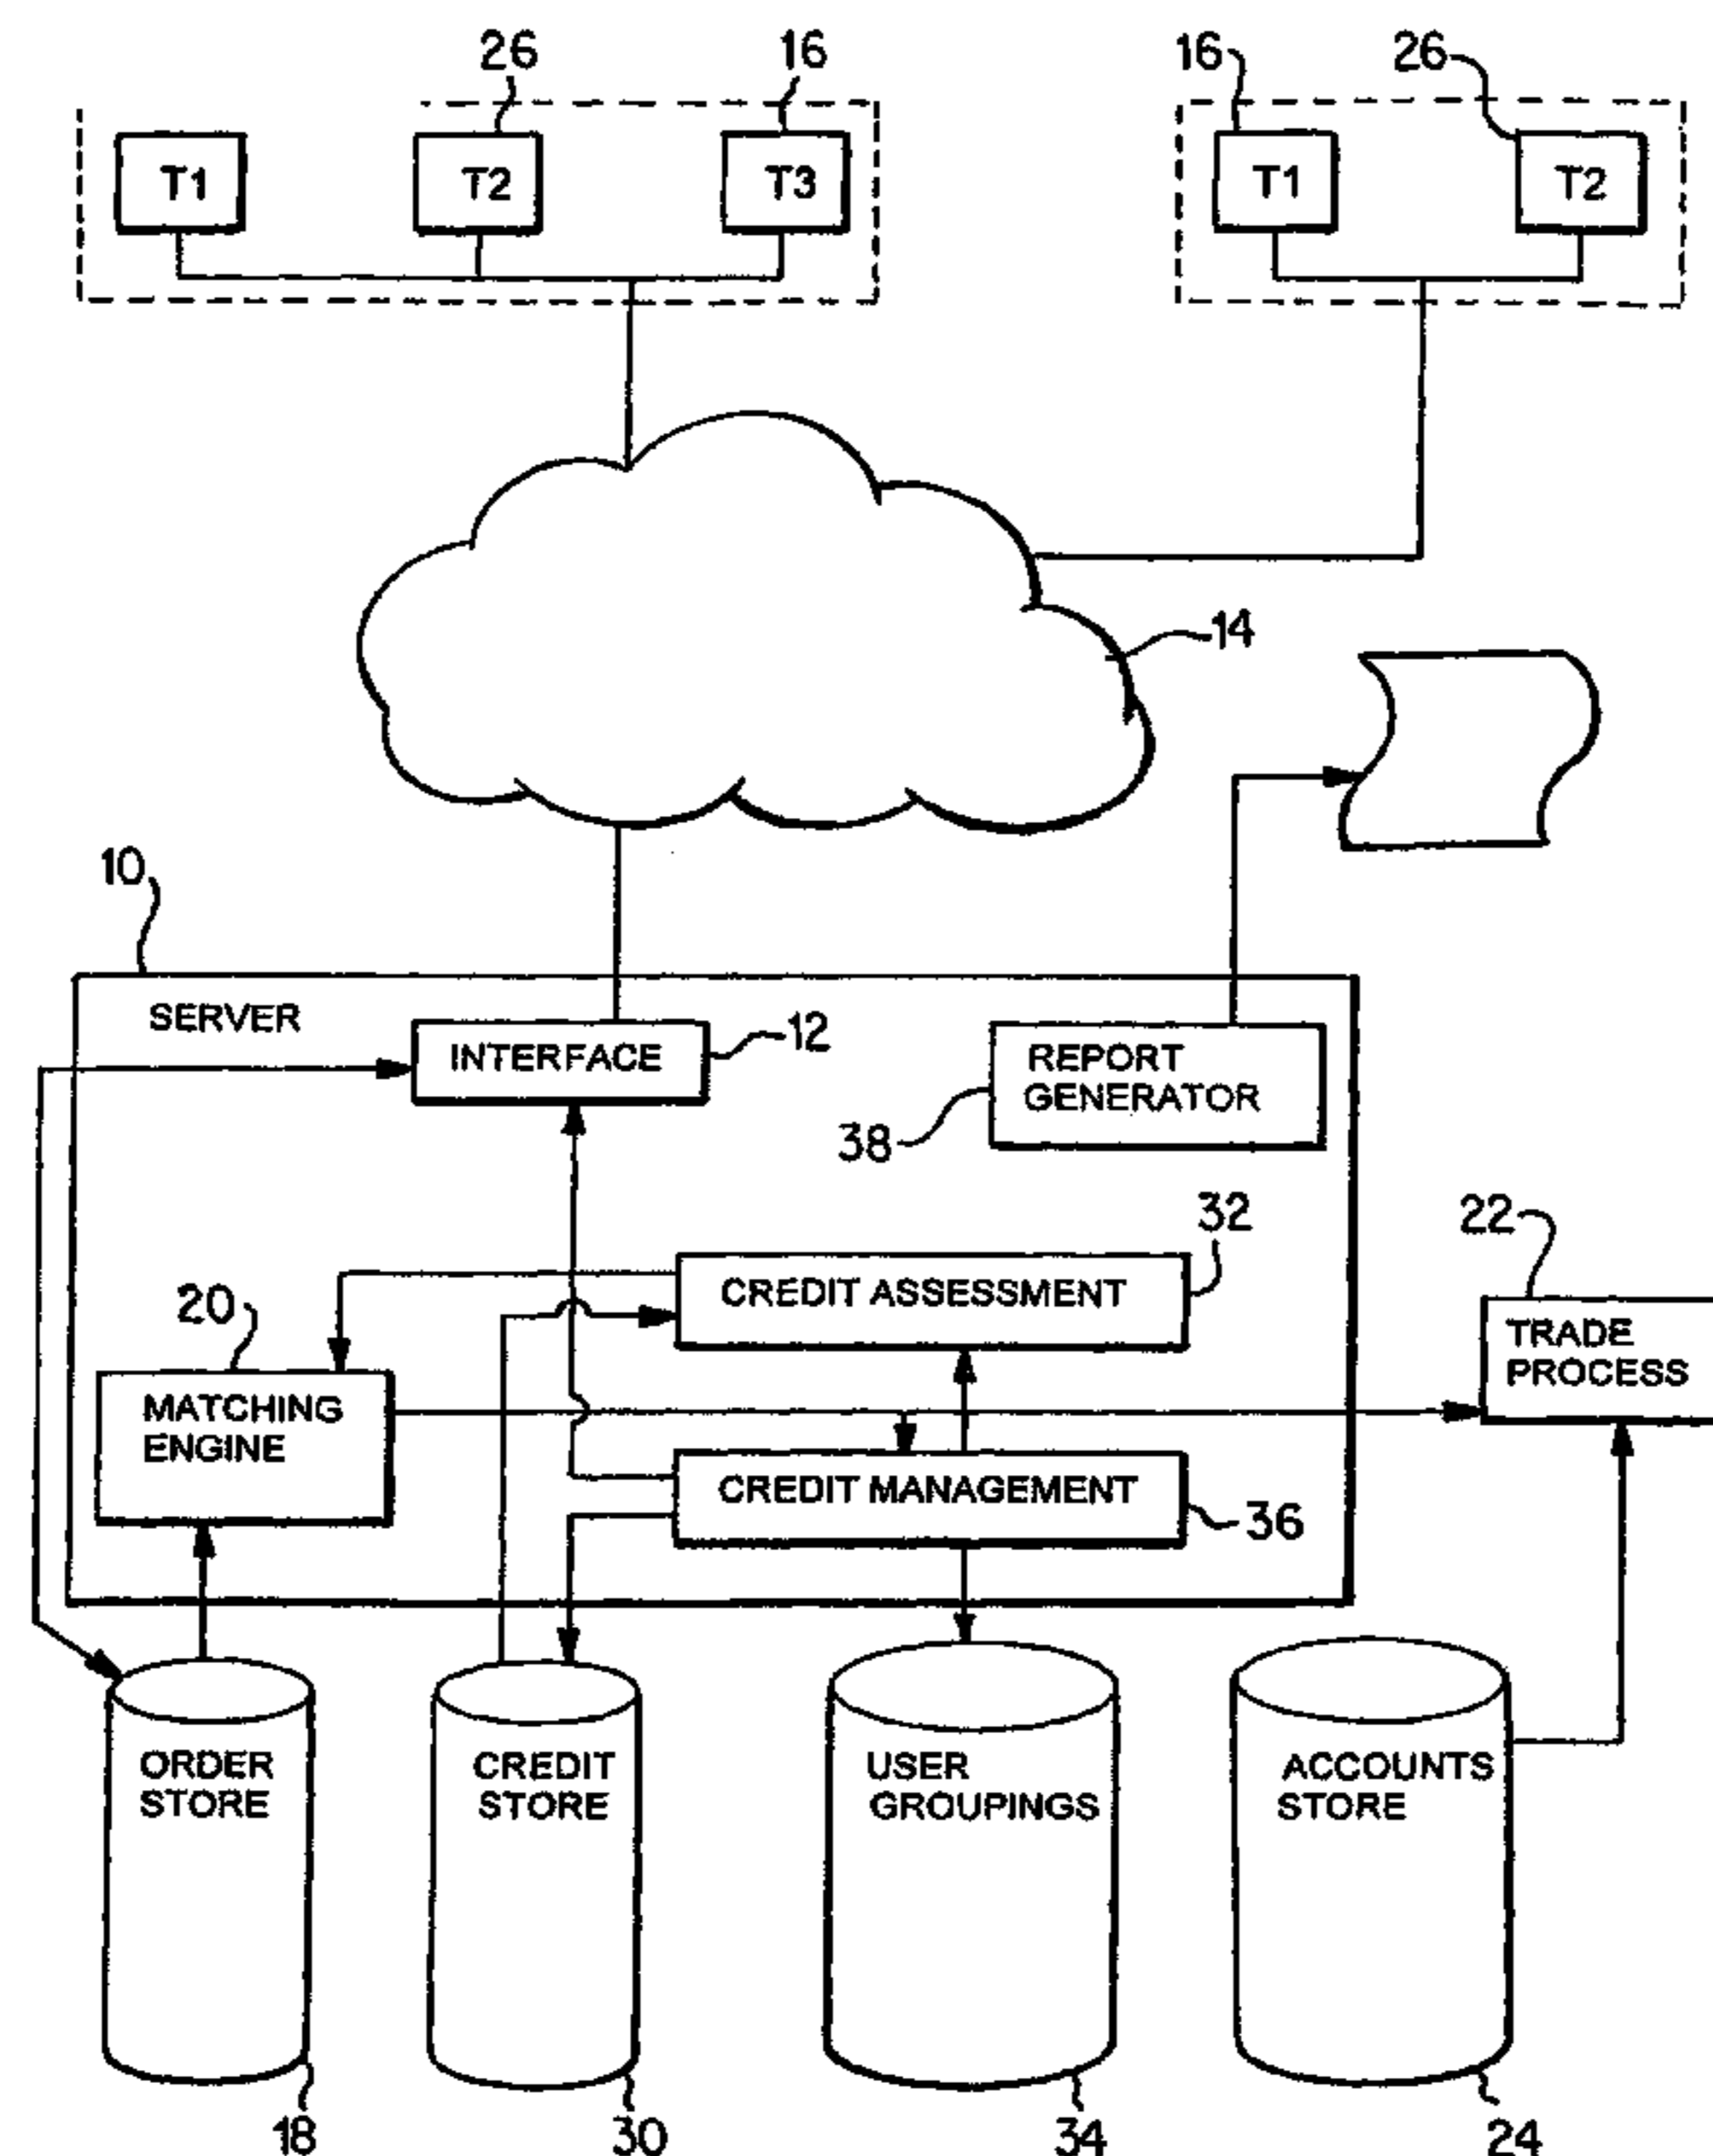 26
16
16
26
T1
T2
T3
T1
T2
14
10
SERVER
INTERFACE
12
REPORT
GENERATOR
38
32
22
CREDIT ASSESSMENT
20
TRADE
PROCESS
MATCHING
ENGINE
CREDIT MANAGEMENT
36
ORDER
STORE
CREDIT
STORE
USER
GROUPINGS
ACCOUNTS
STORE
18
30
34
24